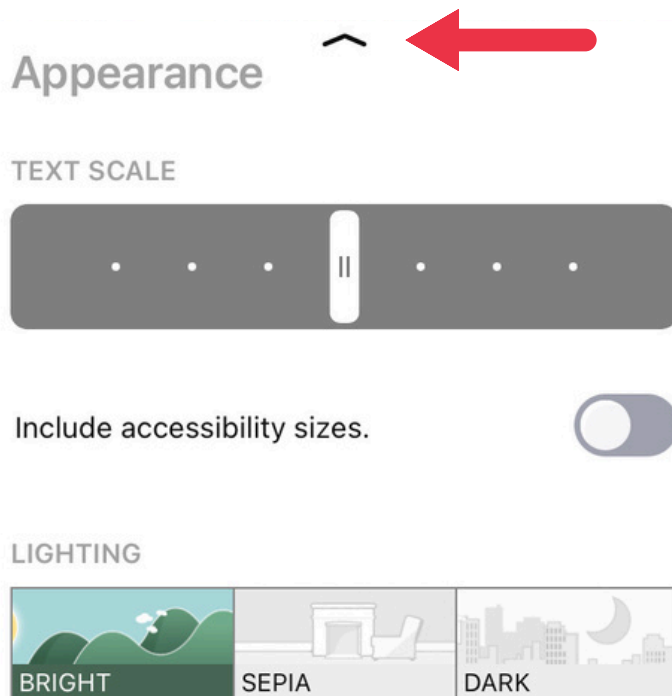 Appearance
TEXT SCALE
Include accessibility sizes.
LIGHTING
BRIGHT SEPIA DARK